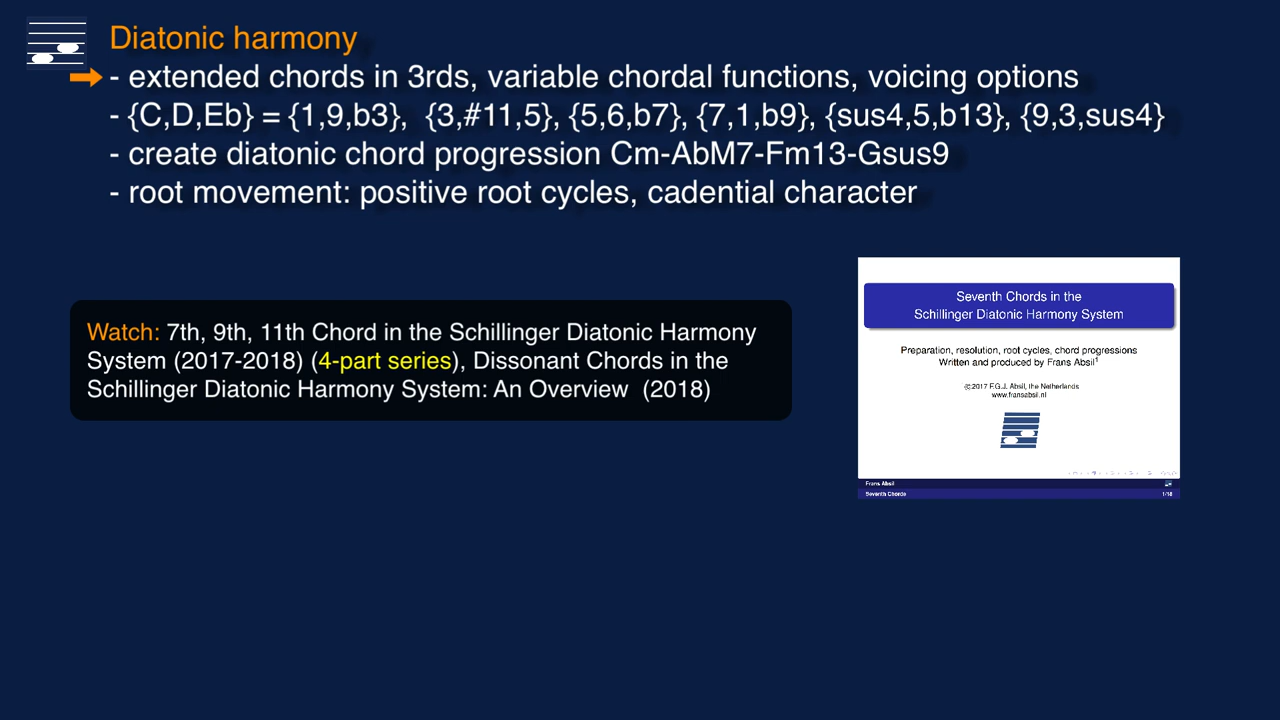 Diatonic harmony
- extended chords in 3rds, variable chordal functions, voicing options
- {C,D,Eb} = {1,9,b3}, {3,#11,5}, {5,6,b7}, {7,1,b9}, {sus4,5,b13}, {9,3,sus4}
- create diatonic chord progression Cm-AbM7-Fm13-Gsus9
- root movement: positive root cycles, cadential character
Watch: 7th, 9th, 11th Chord in the Schillinger Diatonic Harmony
System (2017-2018) (4-part series), Dissonant Chords in the
Schillinger Diatonic Harmony System: An Overview (2018)
Seventh Chords in the
Schillinger Diatonic Harmony System
Preparation, resolution, root cycles, chord progressions
Written and produced by Frans Absil¹
©2017 F.G.J. Absil, the Netherlands
www.fransabsil.nl
Frans Absil
Seventh Chords 1/18